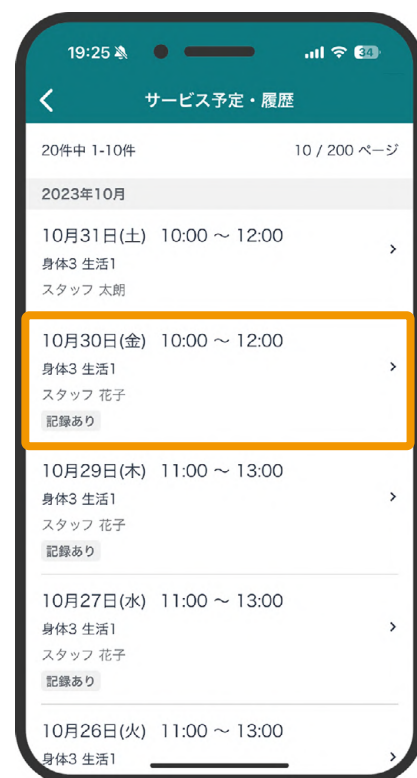 19:25
34
サービス予定・履歴
20件中 1-10件 10 / 200 ページ
2023年10月
10月31日(土) 10:00 ～ 12:00
身体3 生活1
スタッフ 太朗
10月30日(金) 10:00 ～ 12:00
身体3 生活1
スタッフ 花子
記録あり
10月29日(木) 11:00 ～ 13:00
身体3 生活1
スタッフ 花子
記録あり
10月27日(水) 11:00 ～ 13:00
身体3 生活1
スタッフ 花子
記録あり
10月26日(火) 11:00 ～ 13:00
身体3 生活1